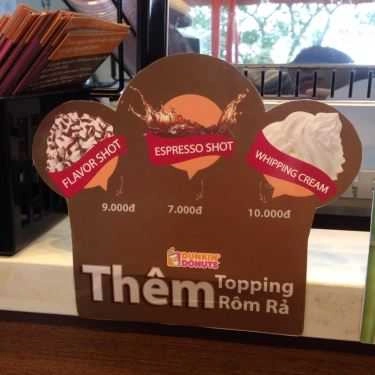 FLAVOR SHOT
ESPRESSO SHOT
WHIPPING CREAM
9.000đ
7.000đ
10.000đ
DUNKIN'
DONUTS
Thêm Topping
Rôm Rả